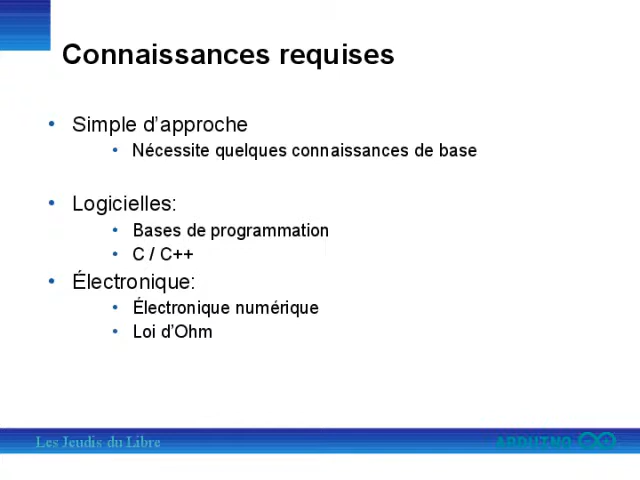 Connaissances requises
• Simple d’approche
• Nécessite quelques connaissances de base
• Logicielles:
• Bases de programmation
• C / C++
• Électronique:
• Électronique numérique
• Loi d’Ohm
Les Jeudis du Libre
ARDUINO